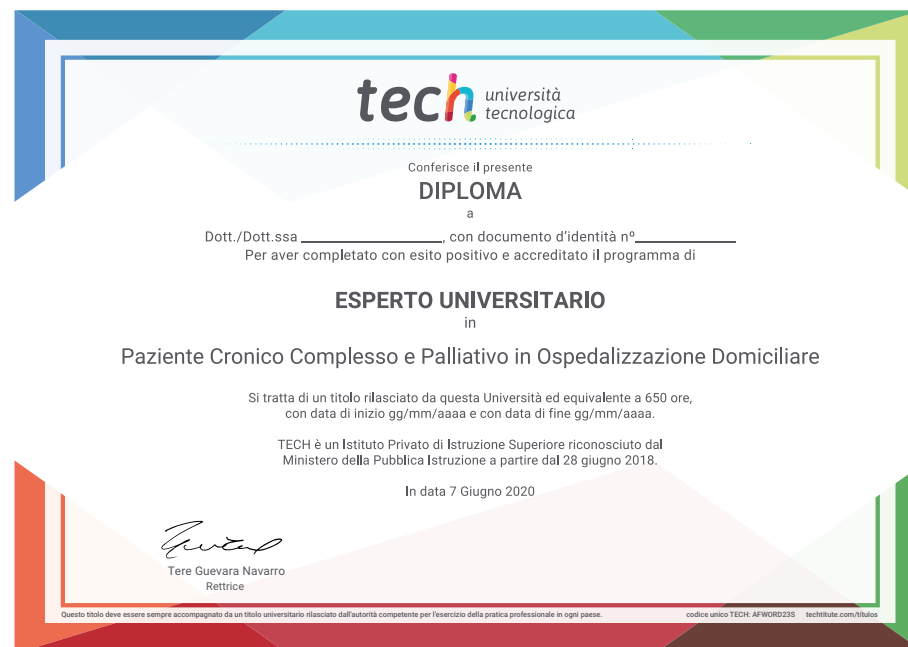 tech università
tecnologica
Conferisce il presente
DIPLOMA
a
Dott./Dott.ssa ____________________, con documento d'identità nº______________
Per aver completato con esito positivo e accreditato il programma di
ESPERTO UNIVERSITARIO
in
Paziente Cronico Complesso e Palliativo in Ospedalizzazione Domiciliare
Si tratta di un titolo rilasciato da questa Università ed equivalente a 650 ore,
con data di inizio gg/mm/aaaa e con data di fine gg/mm/aaaa.
TECH è un Istituto Privato di Istruzione Superiore riconosciuto dal
Ministero della Pubblica Istruzione a partire dal 28 giugno 2018.
In data 7 Giugno 2020
Tere Guevara Navarro
Rettrice
Questo titolo deve essere sempre accompagnato da un titolo universitario rilasciato dall'autorità competente per l'esercizio della pratica professionale in ogni paese. codice unico TECH: AFWORD23S techtitute.com/titulos